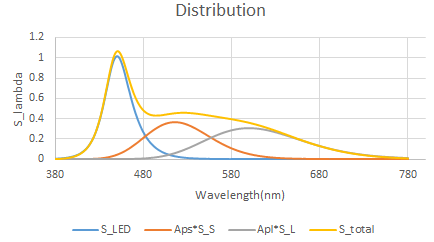 Distribution
1.2
1
0.8
0.6
0.4
0.2
0
S_lambda
380 480 580 680 780
Wavelength(nm)
S_LED Aps*S_S Apl*S_L S_total